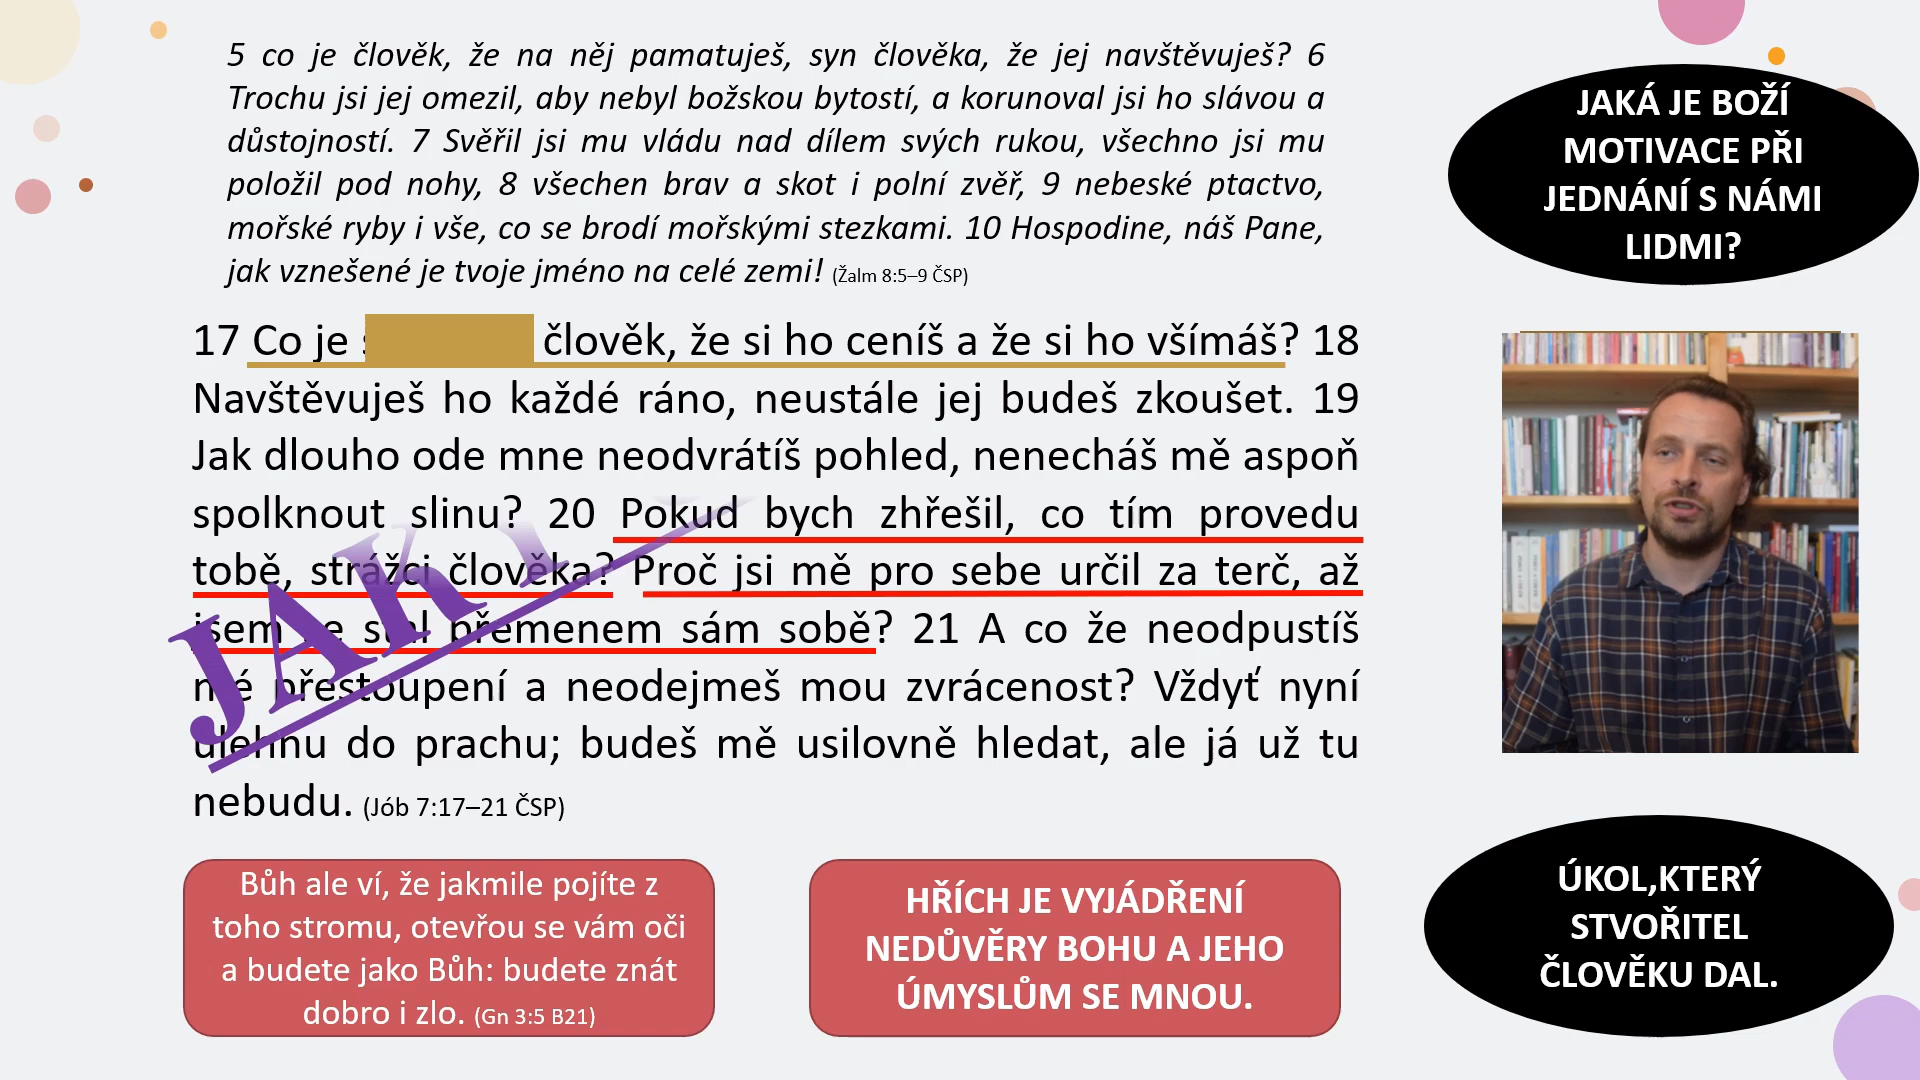 5 co je člověk, že na něj pamatuješ, syn člověka, že jej navštěvuješ? 6
Trochu jsi jej omezil, aby nebyl božskou bytostí, a korunoval jsi ho slávou a
důstojností. 7 Svěřil jsi mu vládu nad dílem svých rukou, všechno jsi mu
položil pod nohy, 8 všechen brav a skot i polní zvěř, 9 nebeské ptactvo,
mořské ryby i vše, co se brodí mořskými stezkami. 10 Hospodine, náš Pane,
jak vznešené je tvoje jméno na celé zemi! (Žalm 8:5–9 ČSP)
17 Co je člověk, že si ho ceníš a že si ho všímáš? 18
Navštěvuješ ho každé ráno, neustále jej budeš zkoušet. 19
Jak dlouho ode mne neodvrátíš pohled, nenecháš mě aspoň
spolknout slinu? 20 Pokud bych zhřešil, co tím provedu
tobě, strážci člověka? Proč jsi mě pro sebe určil za terč, až
jsem se stal břemenem sám sobě? 21 A co že neodpustíš
mé přestoupení a neodejmeš mou zvrácenost? Vždyť nyní
ulehnu do prachu; budeš mě usilovně hledat, ale já už tu
nebudu. (Jób 7:17–21 ČSP)
JAKÝ
Bůh ale ví, že jakmile pojíte z
toho stromu, otevřou se vám oči
a budete jako Bůh: budete znát
dobro i zlo. (Gn 3:5 B21)
HŘÍCH JE VYJÁDŘENÍ
NEDŮVĚRY BOHU A JEHO
ÚMYSLŮM SE MNOU.
JAKÁ JE BOŽÍ
MOTIVACE PŘI
JEDNÁNÍ S NÁMI
LIDMI?
ÚKOL,KTERÝ
STVOŘITEL
ČLOVĚKU DAL.